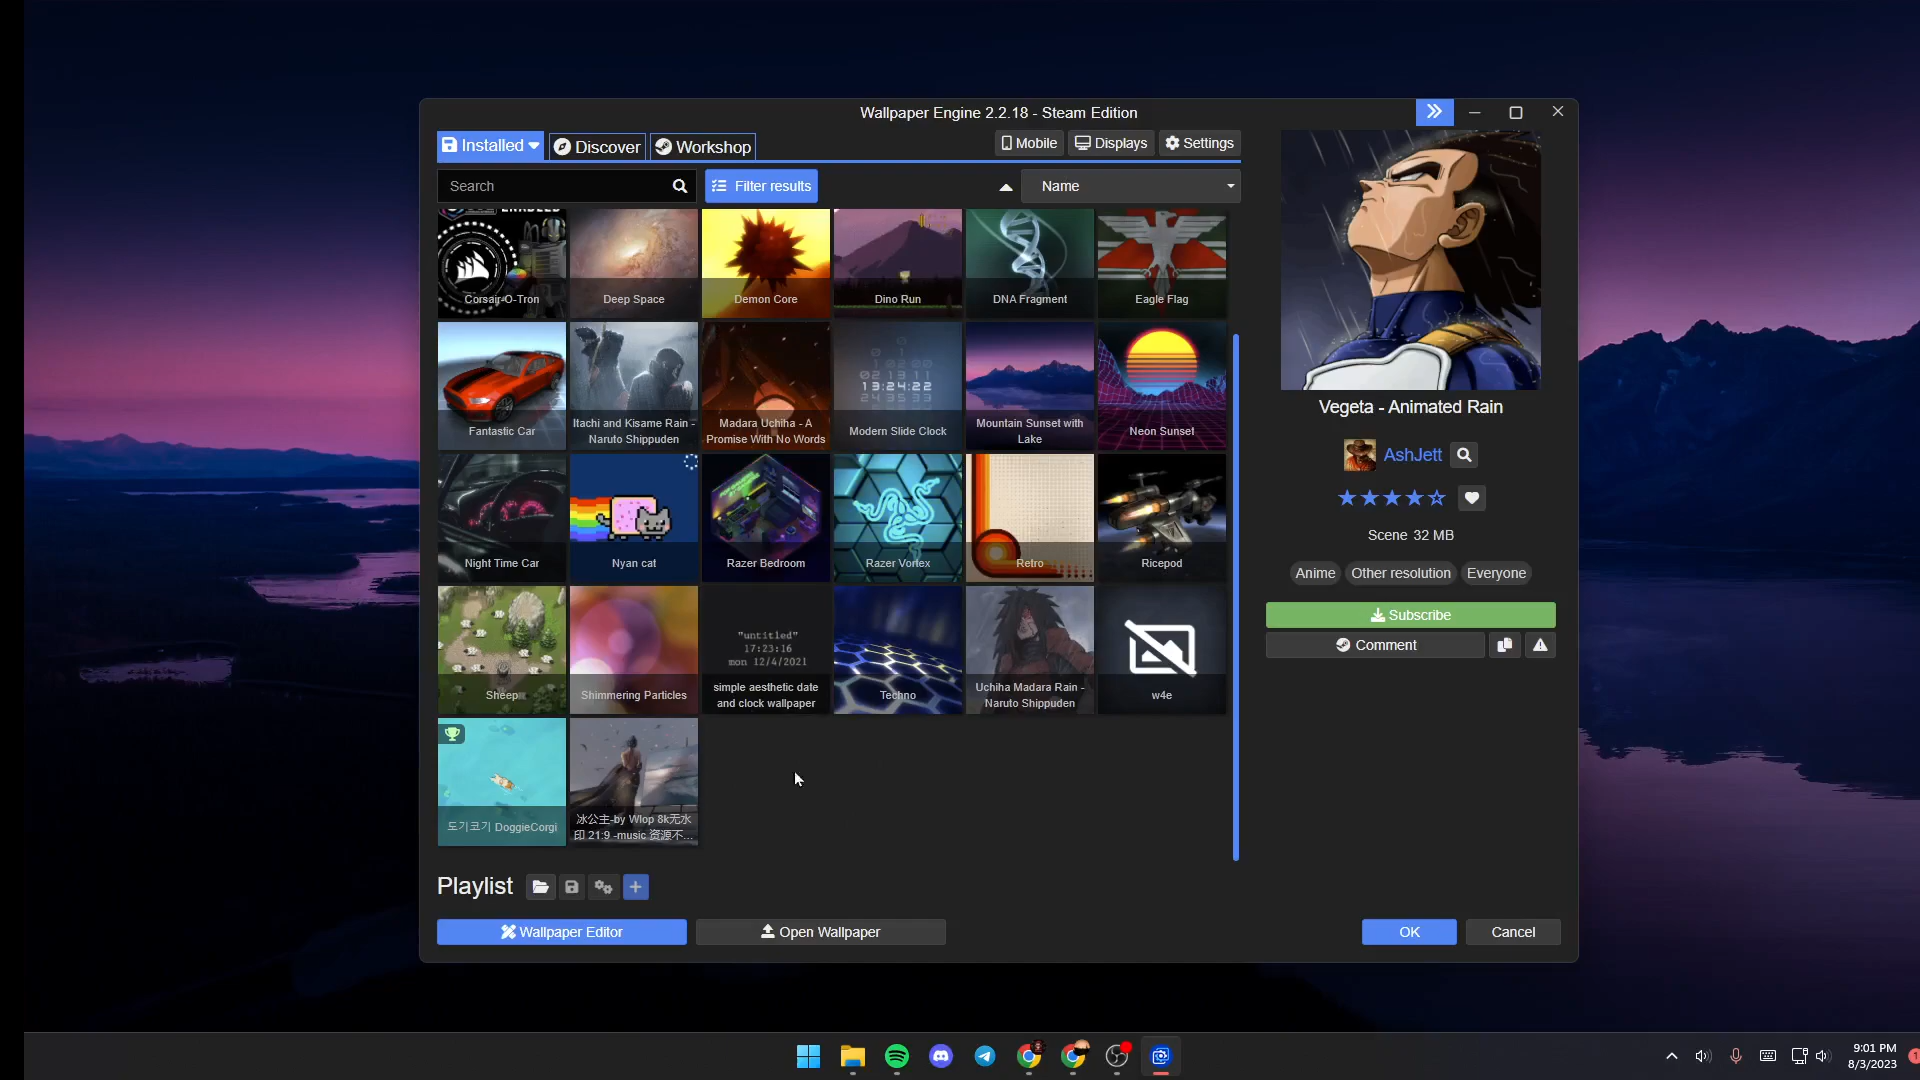 Wallpaper Engine 2.2.18 - Steam Edition
Installed
Discover
Workshop
Mobile
Displays
Settings
Search
Filter results
Name
Corsair-O-Tron
Deep Space
Demon Core
Dino Run
DNA Fragment
Eagle Flag
Fantastic Car
Itachi and Kisame Rain -
Naruto Shippuden
Madara Uchiha - A
Promise With No Words
13:24:22
Modern Slide Clock
Mountain Sunset with
Lake
Neon Sunset
Night Time Car
Nyan cat
Razer Bedroom
Razer Vortex
Retro
Ricepod
Sheep
Shimmering Particles
"untitled"
17:23:16
mon 12/4/2021
simple aesthetic date
and clock wallpaper
Techno
Uchiha Madara Rain -
Naruto Shippuden
w4e
도기코기 DoggieCorgi
冰公主-by Wlop 8k无水
印 21:9 -music 资源不...
Vegeta - Animated Rain
AshJett
Scene 32 MB
Anime
Other resolution
Everyone
Subscribe
Comment
Playlist
Wallpaper Editor
Open Wallpaper
OK
Cancel
9:01 PM
8/3/2023
1